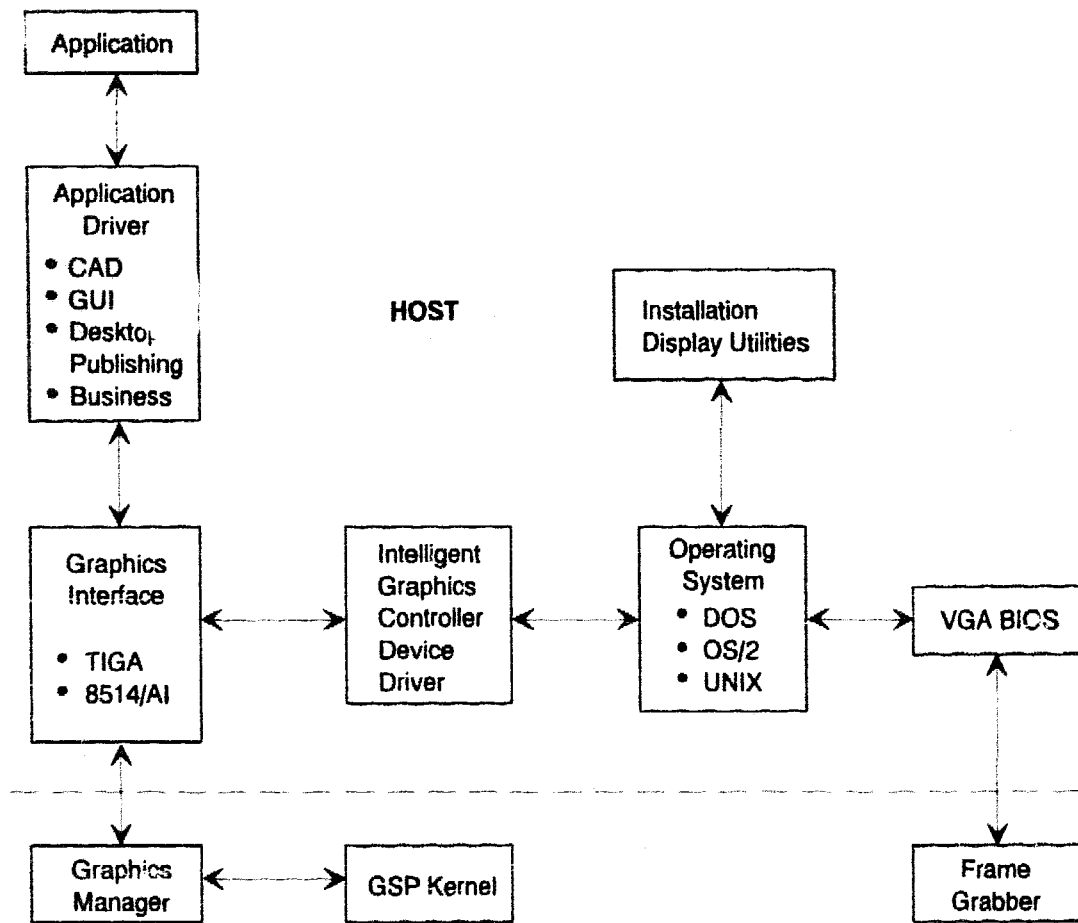 Application
Application
Driver
• CAD
• GUI
• Desktop
Publishing
• Business
HOST
Installation
Display Utilities
Graphics
Interface
• TIGA
• 8514/AI
Intelligent
Graphics
Controller
Device
Driver
Operating
System
• DOS
• OS/2
• UNIX
VGA BIOS
Graphics
Manager
GSP Kernel
Frame
Grabber